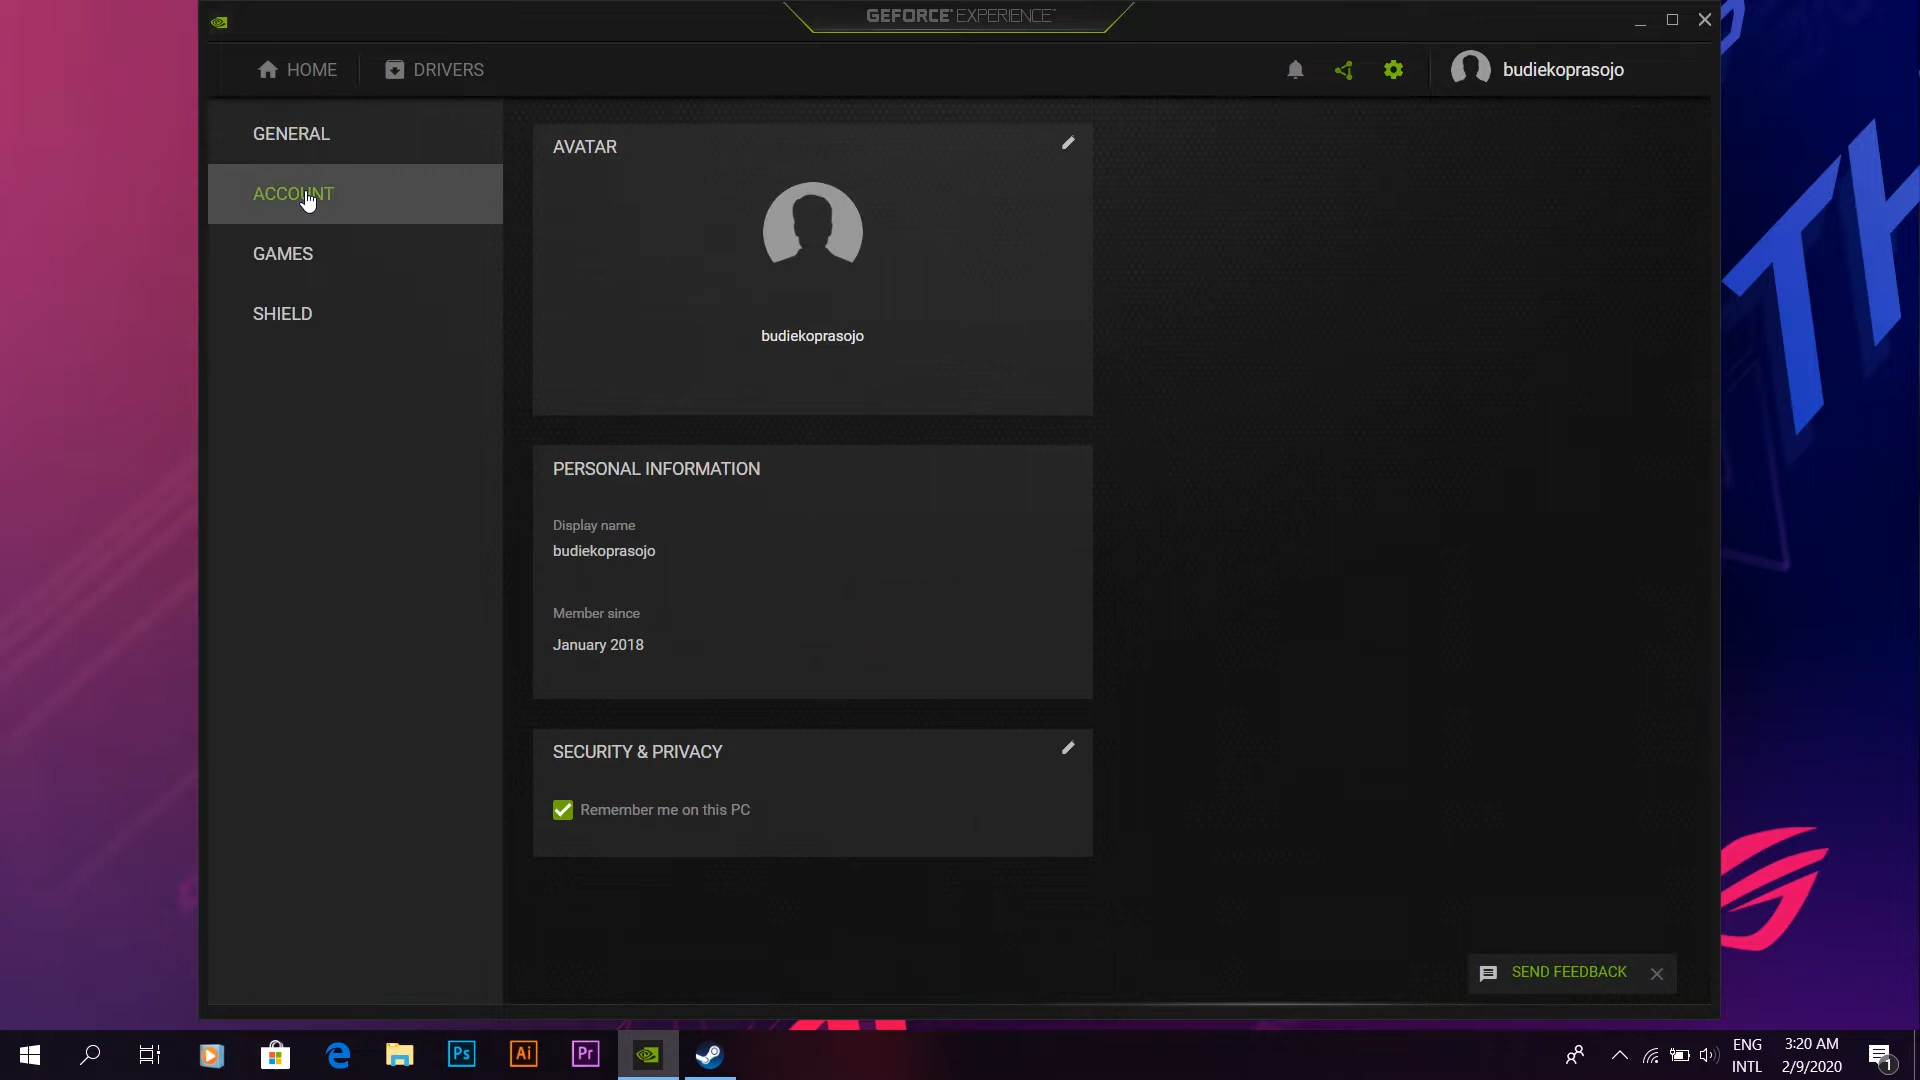 GEFORCE® EXPERIENCE™
HOME
DRIVERS
budiekoprasojo
GENERAL
ACCOUNT
GAMES
SHIELD
AVATAR
budiekoprasojo
PERSONAL INFORMATION
Display name
budiekoprasojo
Member since
January 2018
SECURITY & PRIVACY
Remember me on this PC
SEND FEEDBACK
Ps
Ai
Pr
ENG
INTL
3:20 AM
2/9/2020
1